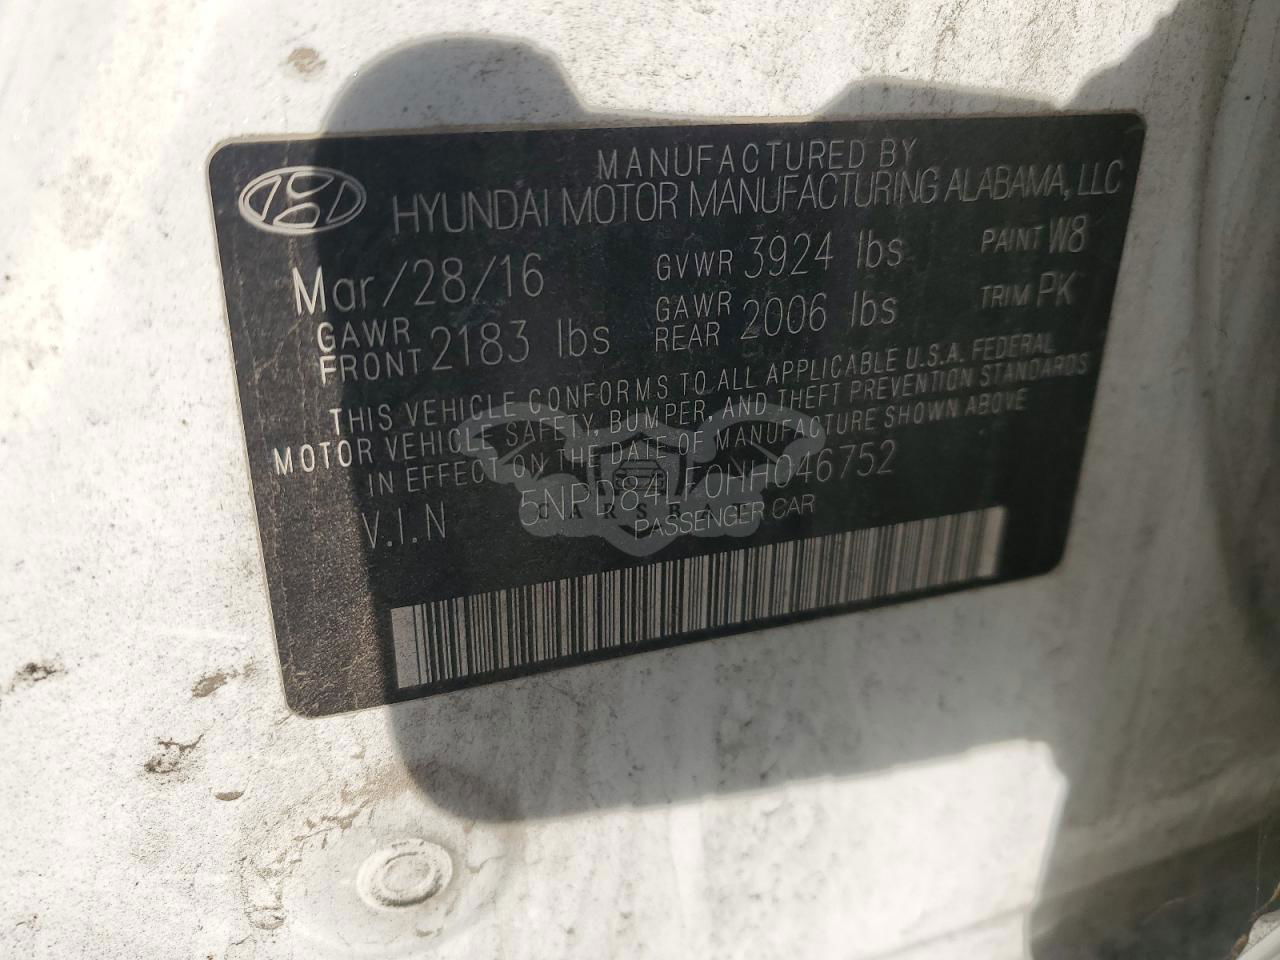 MANUFACTURED BY
HYUNDAI MOTOR MANUFACTURING ALABAMA, LLC
Mar/28/16 GVWR 3924 lbs PAINT W8
GAWR FRONT 2183 lbs GAWR REAR 2006 lbs TRIM PK
THIS VEHICLE CONFORMS TO ALL APPLICABLE U.S.A. FEDERAL
MOTOR VEHICLE SAFETY, BUMPER, AND THEFT PREVENTION STANDARDS
IN EFFECT ON THE DATE OF MANUFACTURE SHOWN ABOVE
V.I.N
PASSENGER CAR
CARSBAT